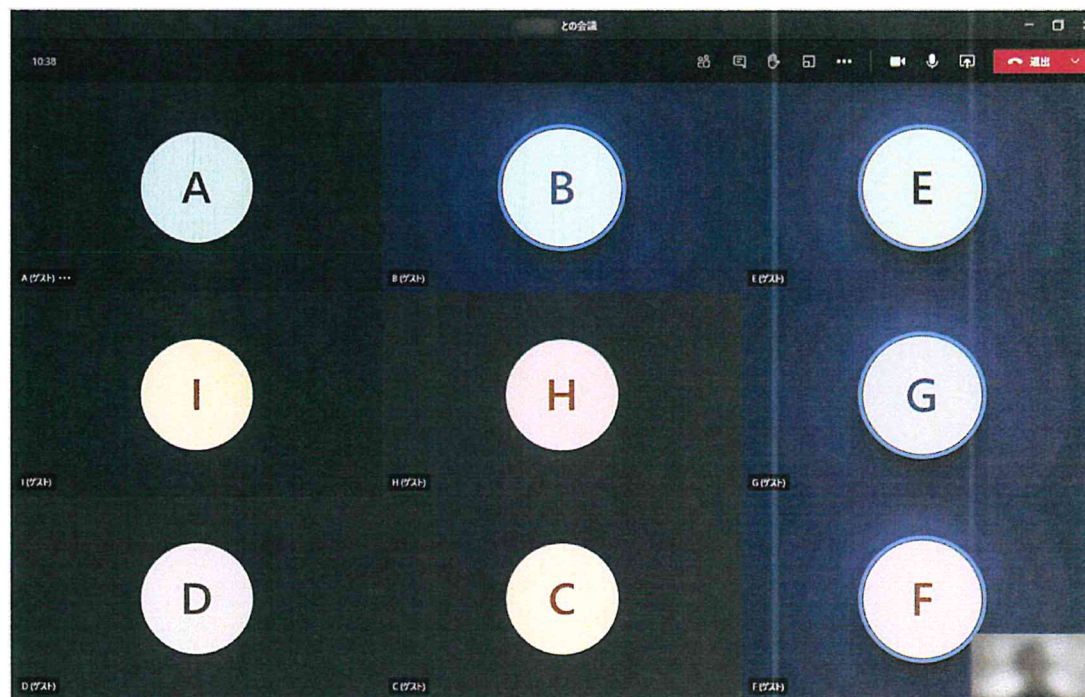 との会議
10:38
退出
A
B
E
A (ゲスト) •••
B (ゲスト)
E (ゲスト)
I
H
G
I (ゲスト)
H (ゲスト)
G (ゲスト)
D
C
F
D (ゲスト)
C (ゲスト)
F (ゲスト)